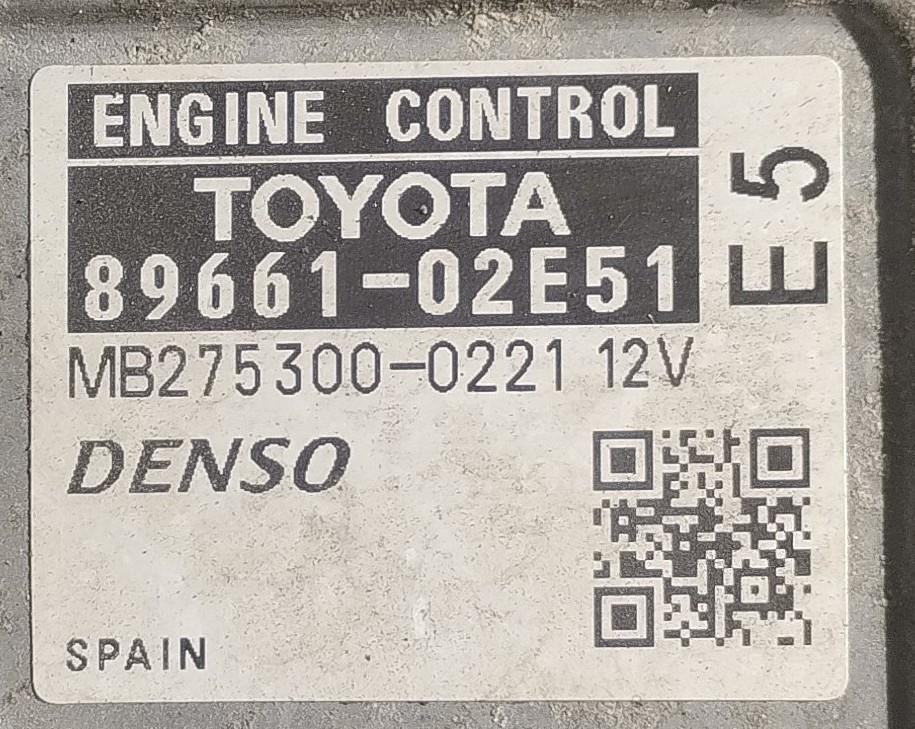 ENGINE CONTROL
TOYOTA
89661-02E51
E5
MB275300-0221 12V
DENSO
SPAIN